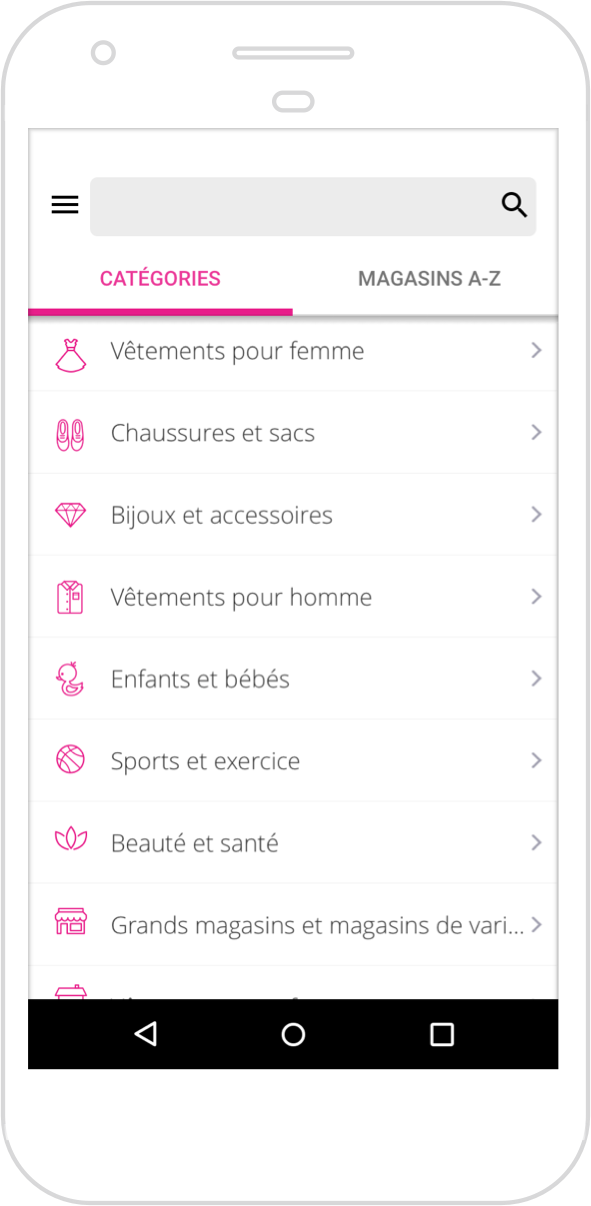 CATÉGORIES
MAGASINS A-Z
Vêtements pour femme
Chaussures et sacs
Bijoux et accessoires
Vêtements pour homme
Enfants et bébés
Sports et exercice
Beauté et santé
Grands magasins et magasins de vari...